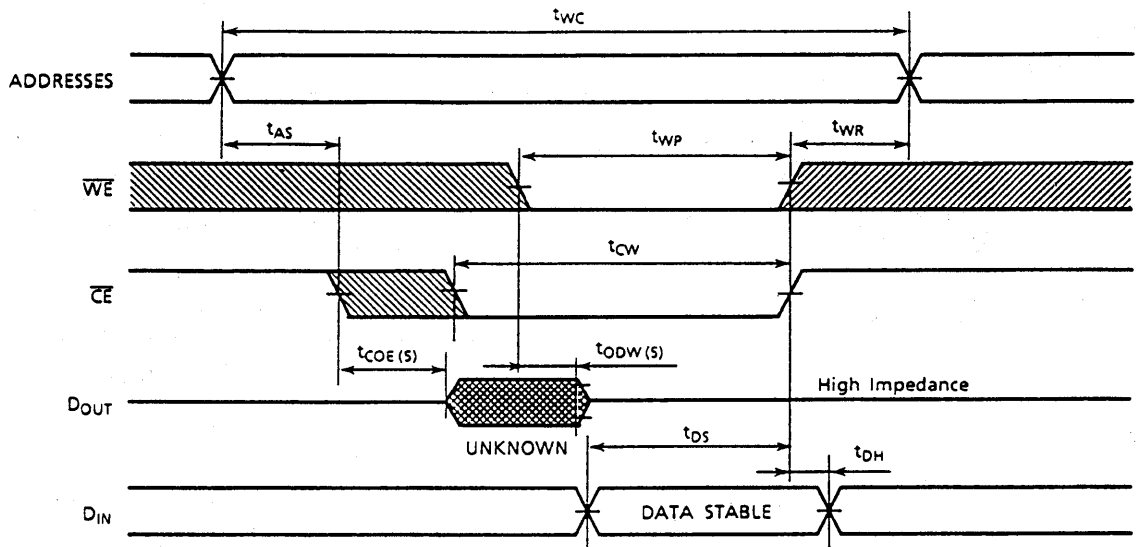 tWC
ADDRESSES
tAS
tWP
tWR
WE
tCW
CE
tCOE (S)
tODW (S)
High Impedance
DOUT
UNKNOWN
tDS
tDH
DIN
DATA STABLE